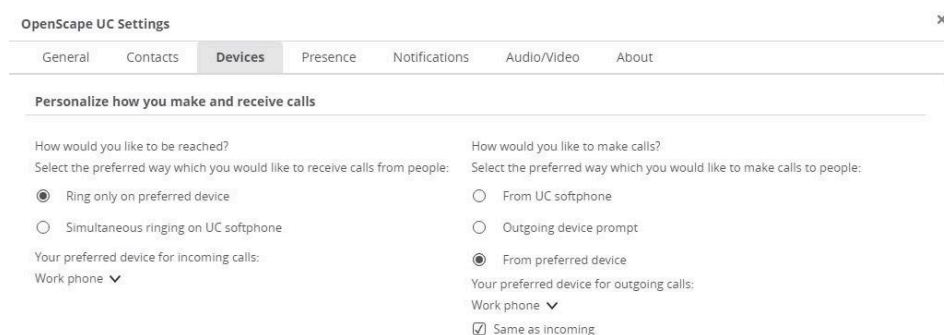 OpenScape UC Settings
General Contacts Devices Presence Notifications Audio/Video About
Personalize how you make and receive calls
How would you like to be reached?
Select the preferred way which you would like to receive calls from people:
Ring only on preferred device
Simultaneous ringing on UC softphone
Your preferred device for incoming calls:
Work phone
How would you like to make calls?
Select the preferred way which you would like to make calls to people:
From UC softphone
Outgoing device prompt
From preferred device
Your preferred device for outgoing calls:
Work phone
Same as incoming